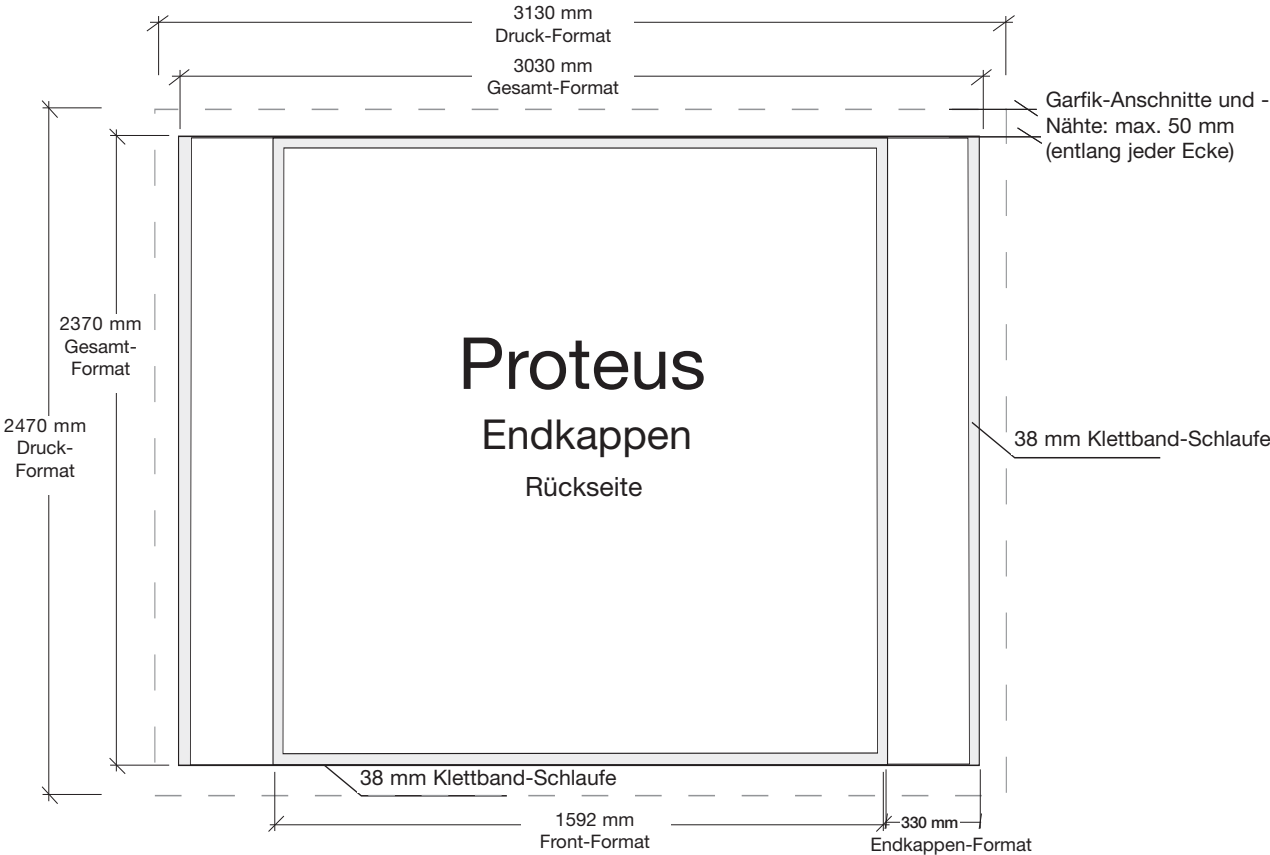 3130 mm
Druck-Format
3030 mm
Gesamt-Format
Garfik-Anschnitte und -
Nähte: max. 50 mm
(entlang jeder Ecke)
2370 mm
Gesamt-
Format
2470 mm
Druck-
Format
Proteus
Endkappen
Rückseite
38 mm Klettband-Schlaufe
38 mm Klettband-Schlaufe
1592 mm
Front-Format
330 mm
Endkappen-Format